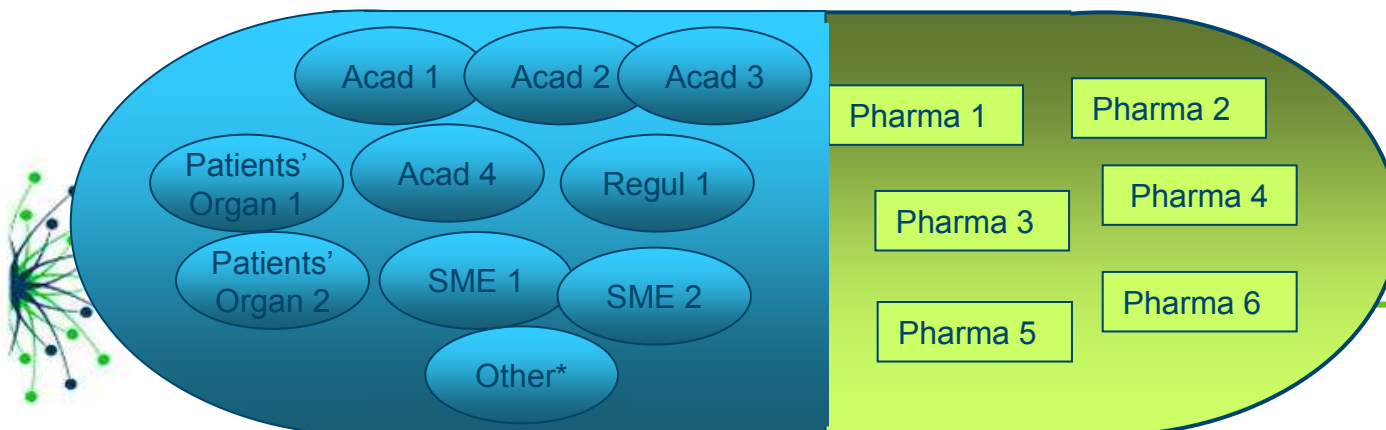 Acad 1
Acad 2
Acad 3
Patients'
Organ 1
Acad 4
Regul 1
Patients'
Organ 2
SME 1
SME 2
Other*
Pharma 1
Pharma 2
Pharma 3
Pharma 4
Pharma 5
Pharma 6